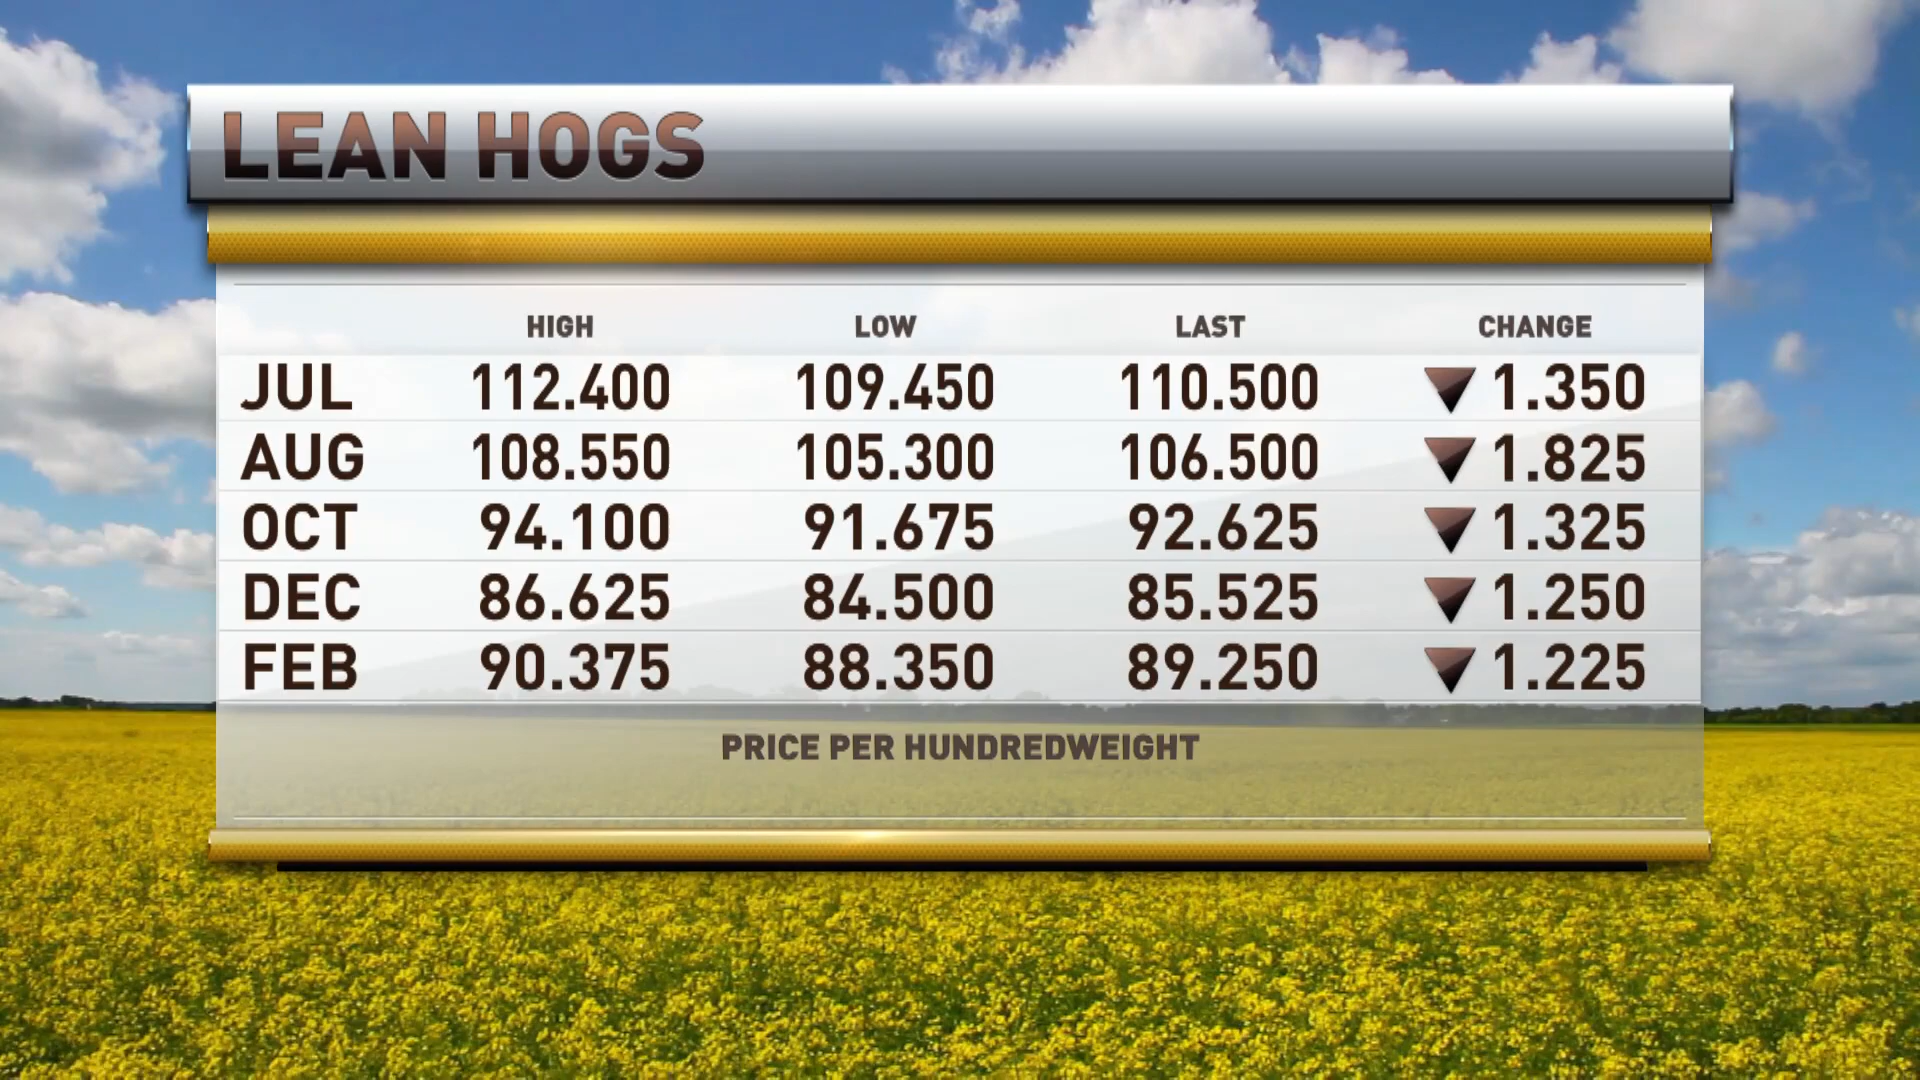 LEAN HOGS
HIGH LOW LAST CHANGE
JUL 112.400 109.450 110.500 ▼ 1.350
AUG 108.550 105.300 106.500 ▼ 1.825
OCT 94.100 91.675 92.625 ▼ 1.325
DEC 86.625 84.500 85.525 ▼ 1.250
FEB 90.375 88.350 89.250 ▼ 1.225
PRICE PER HUNDREDWEIGHT